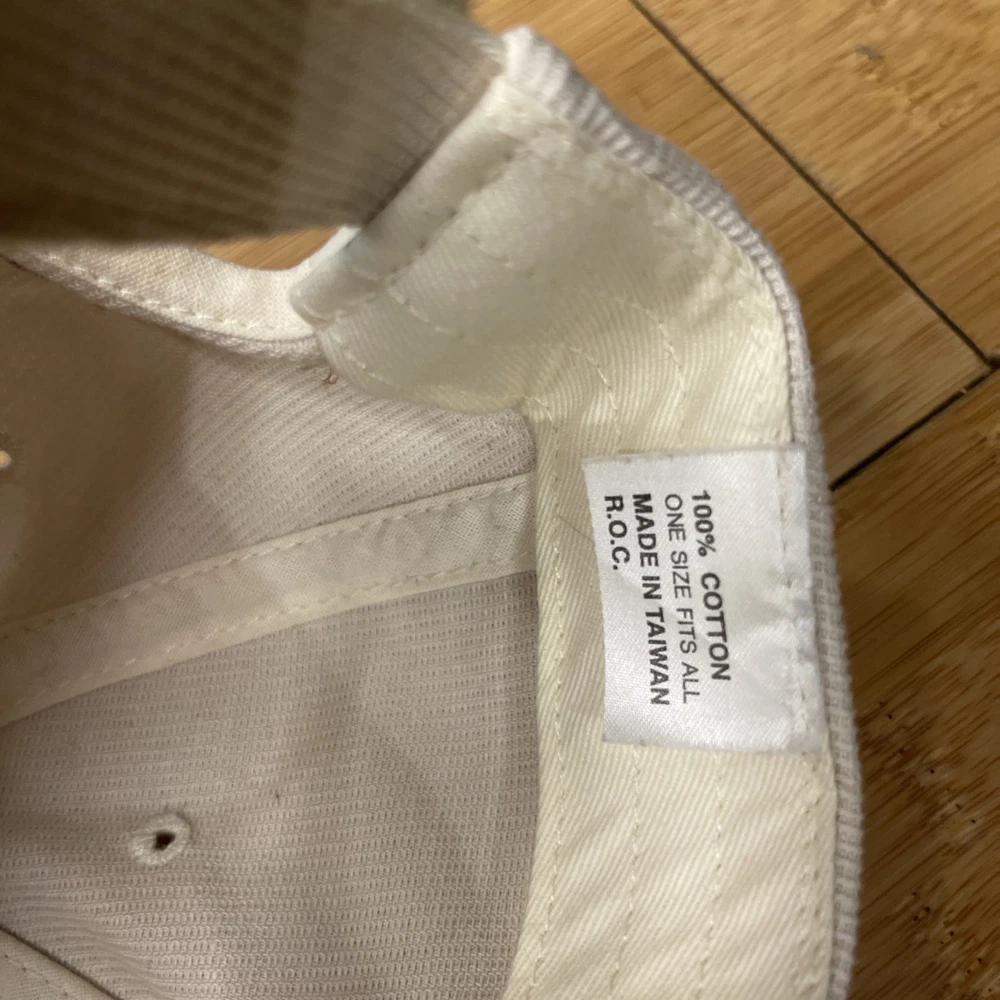 100% COTTON
ONE SIZE FITS ALL
MADE IN TAIWAN
R.O.C.